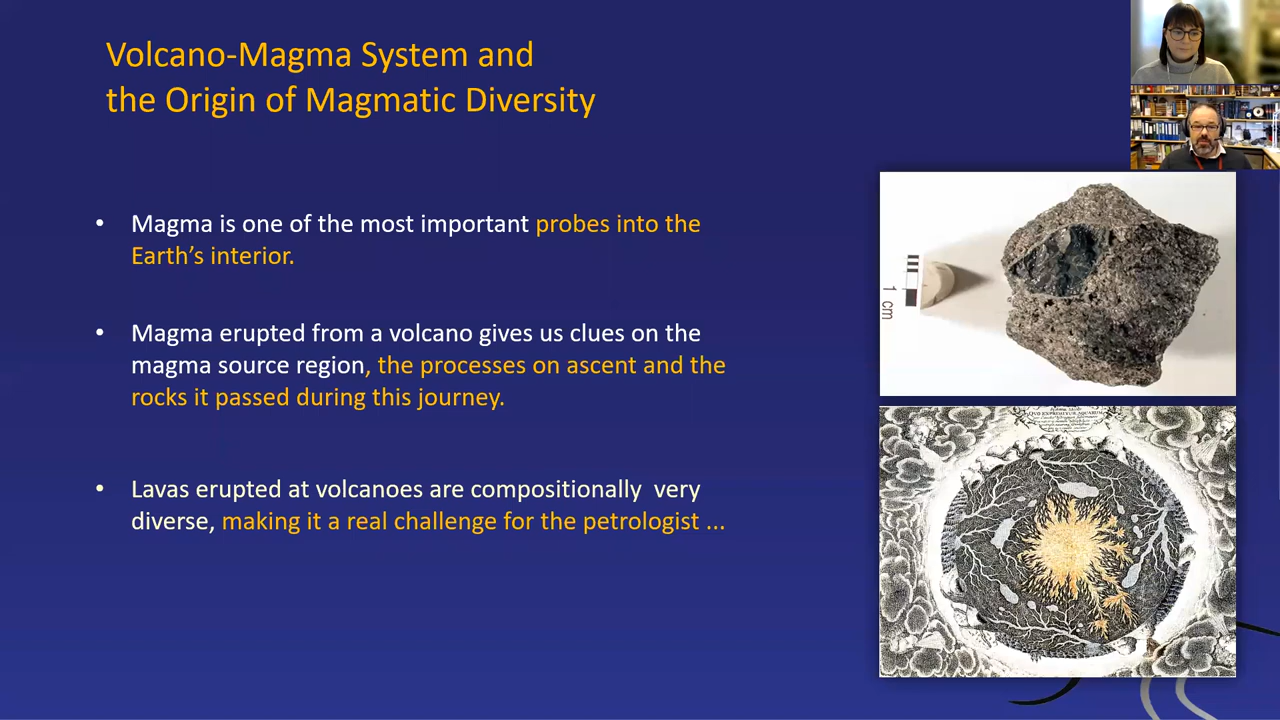 Volcano-Magma System and
the Origin of Magmatic Diversity
• Magma is one of the most important probes into the
Earth’s interior.
• Magma erupted from a volcano gives us clues on the
magma source region, the processes on ascent and the
rocks it passed during this journey.
• Lavas erupted at volcanoes are compositionally very
diverse, making it a real challenge for the petrologist ...
1 cm